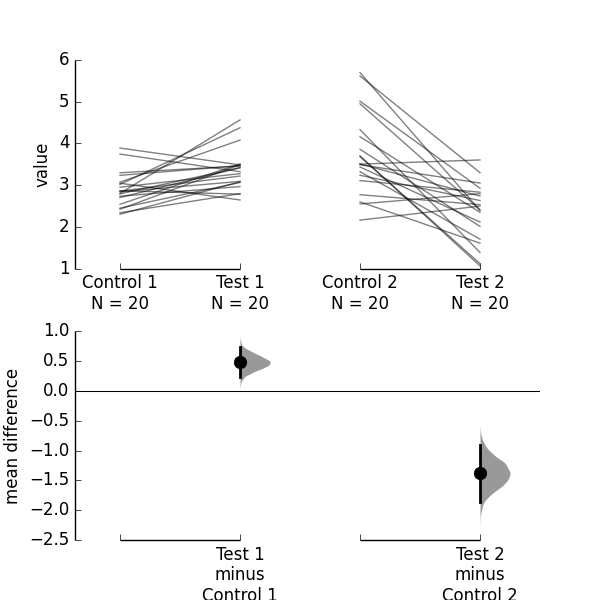 6
5
4
3
2
1
value
Control 1
N = 20
Test 1
N = 20
Control 2
N = 20
Test 2
N = 20
1.0
0.5
0.0
−0.5
−1.0
−1.5
−2.0
−2.5
mean difference
Test 1
minus
Control 1
Test 2
minus
Control 2